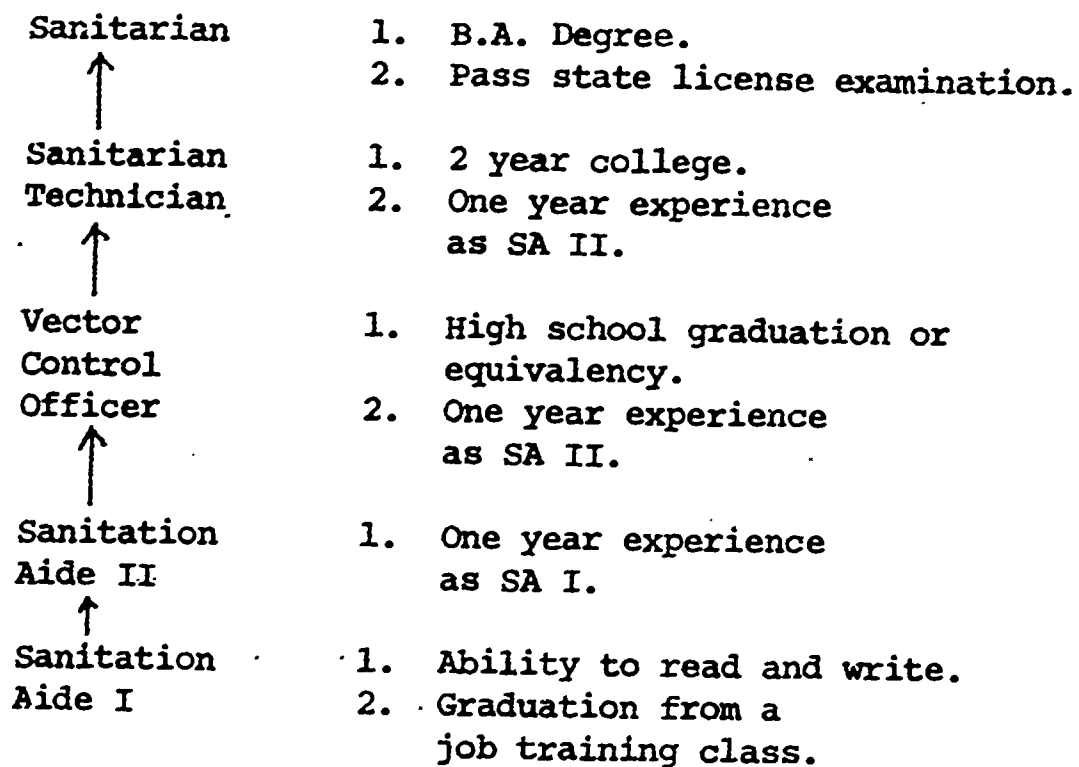 Sanitarian 1. B.A. Degree.
2. Pass state license examination.
Sanitarian 1. 2 year college.
Technician 2. One year experience
as SA II.
Vector 1. High school graduation or
Control equivalency.
Officer 2. One year experience
as SA II.
Sanitation 1. One year experience
Aide II as SA I.
Sanitation 1. Ability to read and write.
Aide I 2. Graduation from a
job training class.